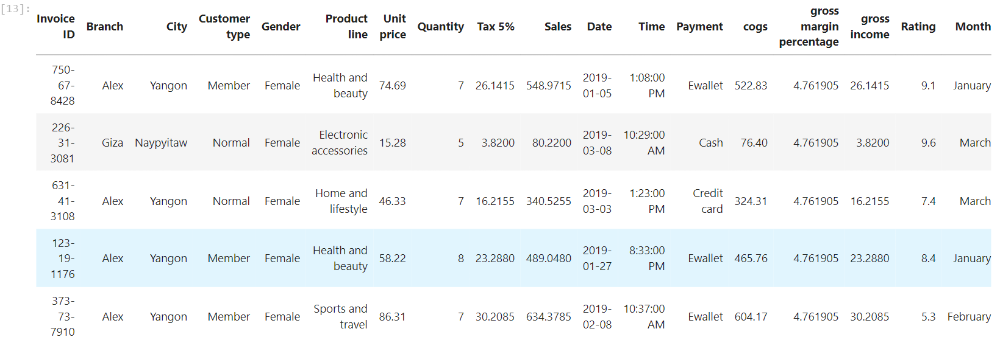 [13]:
Invoice ID Branch City Customer type Gender Product line Unit price Quantity Tax 5% Sales Date Time Payment cogs gross margin percentage gross income Rating Month
750-67-8428 Alex Yangon Member Female Health and beauty 74.69 7 26.1415 548.9715 2019-01-05 1:08:00 PM Ewallet 522.83 4.761905 26.1415 9.1 January
226-31-3081 Giza Naypyitaw Normal Female Electronic accessories 15.28 5 3.8200 80.2200 2019-03-08 10:29:00 AM Cash 76.40 4.761905 3.8200 9.6 March
631-41-3108 Alex Yangon Normal Female Home and lifestyle 46.33 7 16.2155 340.5255 2019-03-03 1:23:00 PM Credit card 324.31 4.761905 16.2155 7.4 March
123-19-1176 Alex Yangon Member Female Health and beauty 58.22 8 23.2880 489.0480 2019-01-27 8:33:00 PM Ewallet 465.76 4.761905 23.2880 8.4 January
373-73-7910 Alex Yangon Member Female Sports and travel 86.31 7 30.2085 634.3785 2019-02-08 10:37:00 AM Ewallet 604.17 4.761905 30.2085 5.3 February